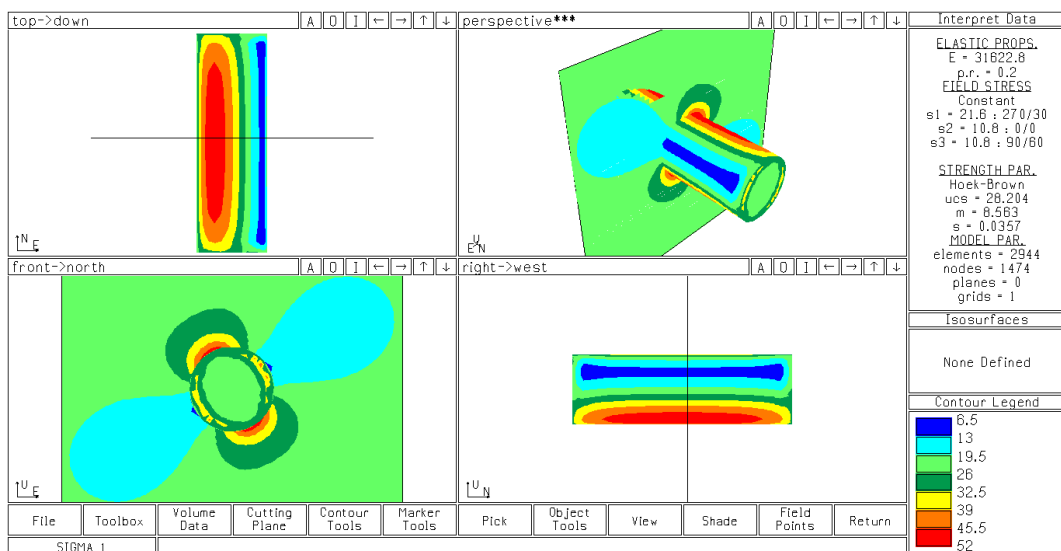 top->down
A O I ← → ↑ ↓
perspective***
A O I ← → ↑ ↓
Interpret Data
ELASTIC PROPS.
E = 31622.8
p.r. = 0.2
FIELD STRESS
Constant
s1 = 21.6 : 270/30
s2 = 10.8 : 0/0
s3 = 10.8 : 90/60
STRENGTH PAR.
Hoek-Brown
ucs = 28.204
m = 8.563
s = 0.0357
MODEL PAR.
elements = 2944
nodes = 1474
planes = 0
grids = 1
N E
U E N
front->north
A O I ← → ↑ ↓
right->west
A O I ← → ↑ ↓
Isosurfaces
None Defined
U E
U N
Contour Legend
6.5
13
19.5
26
32.5
39
45.5
52
File
Toolbox
Volume
Data
Cutting
Plane
Contour
Tools
Marker
Tools
Pick
Object
Tools
View
Shade
Field
Points
Return
SIGMA 1